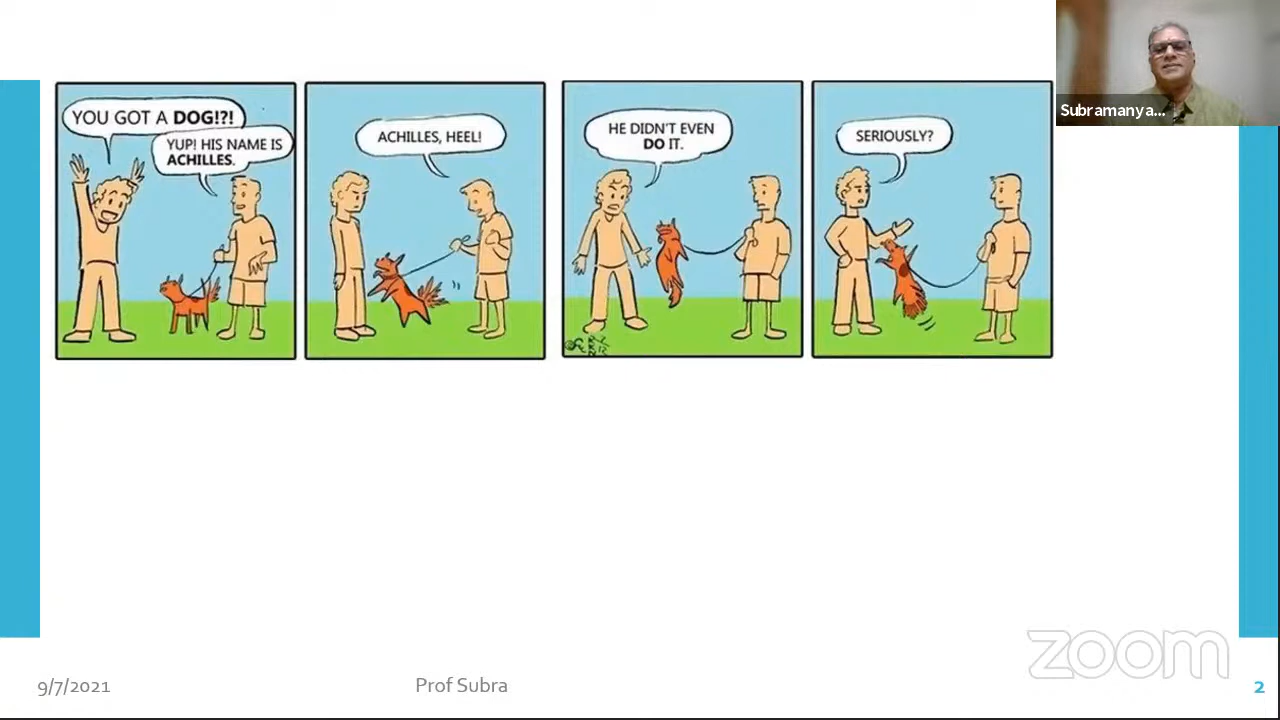 YOU GOT A DOG!?!
YUP! HIS NAME IS
ACHILLES.
ACHILLES, HEEL!
HE DIDN'T EVEN
DO IT.
SERIOUSLY?
Subramanya...
zoom
9/7/2021
Prof Subra
2